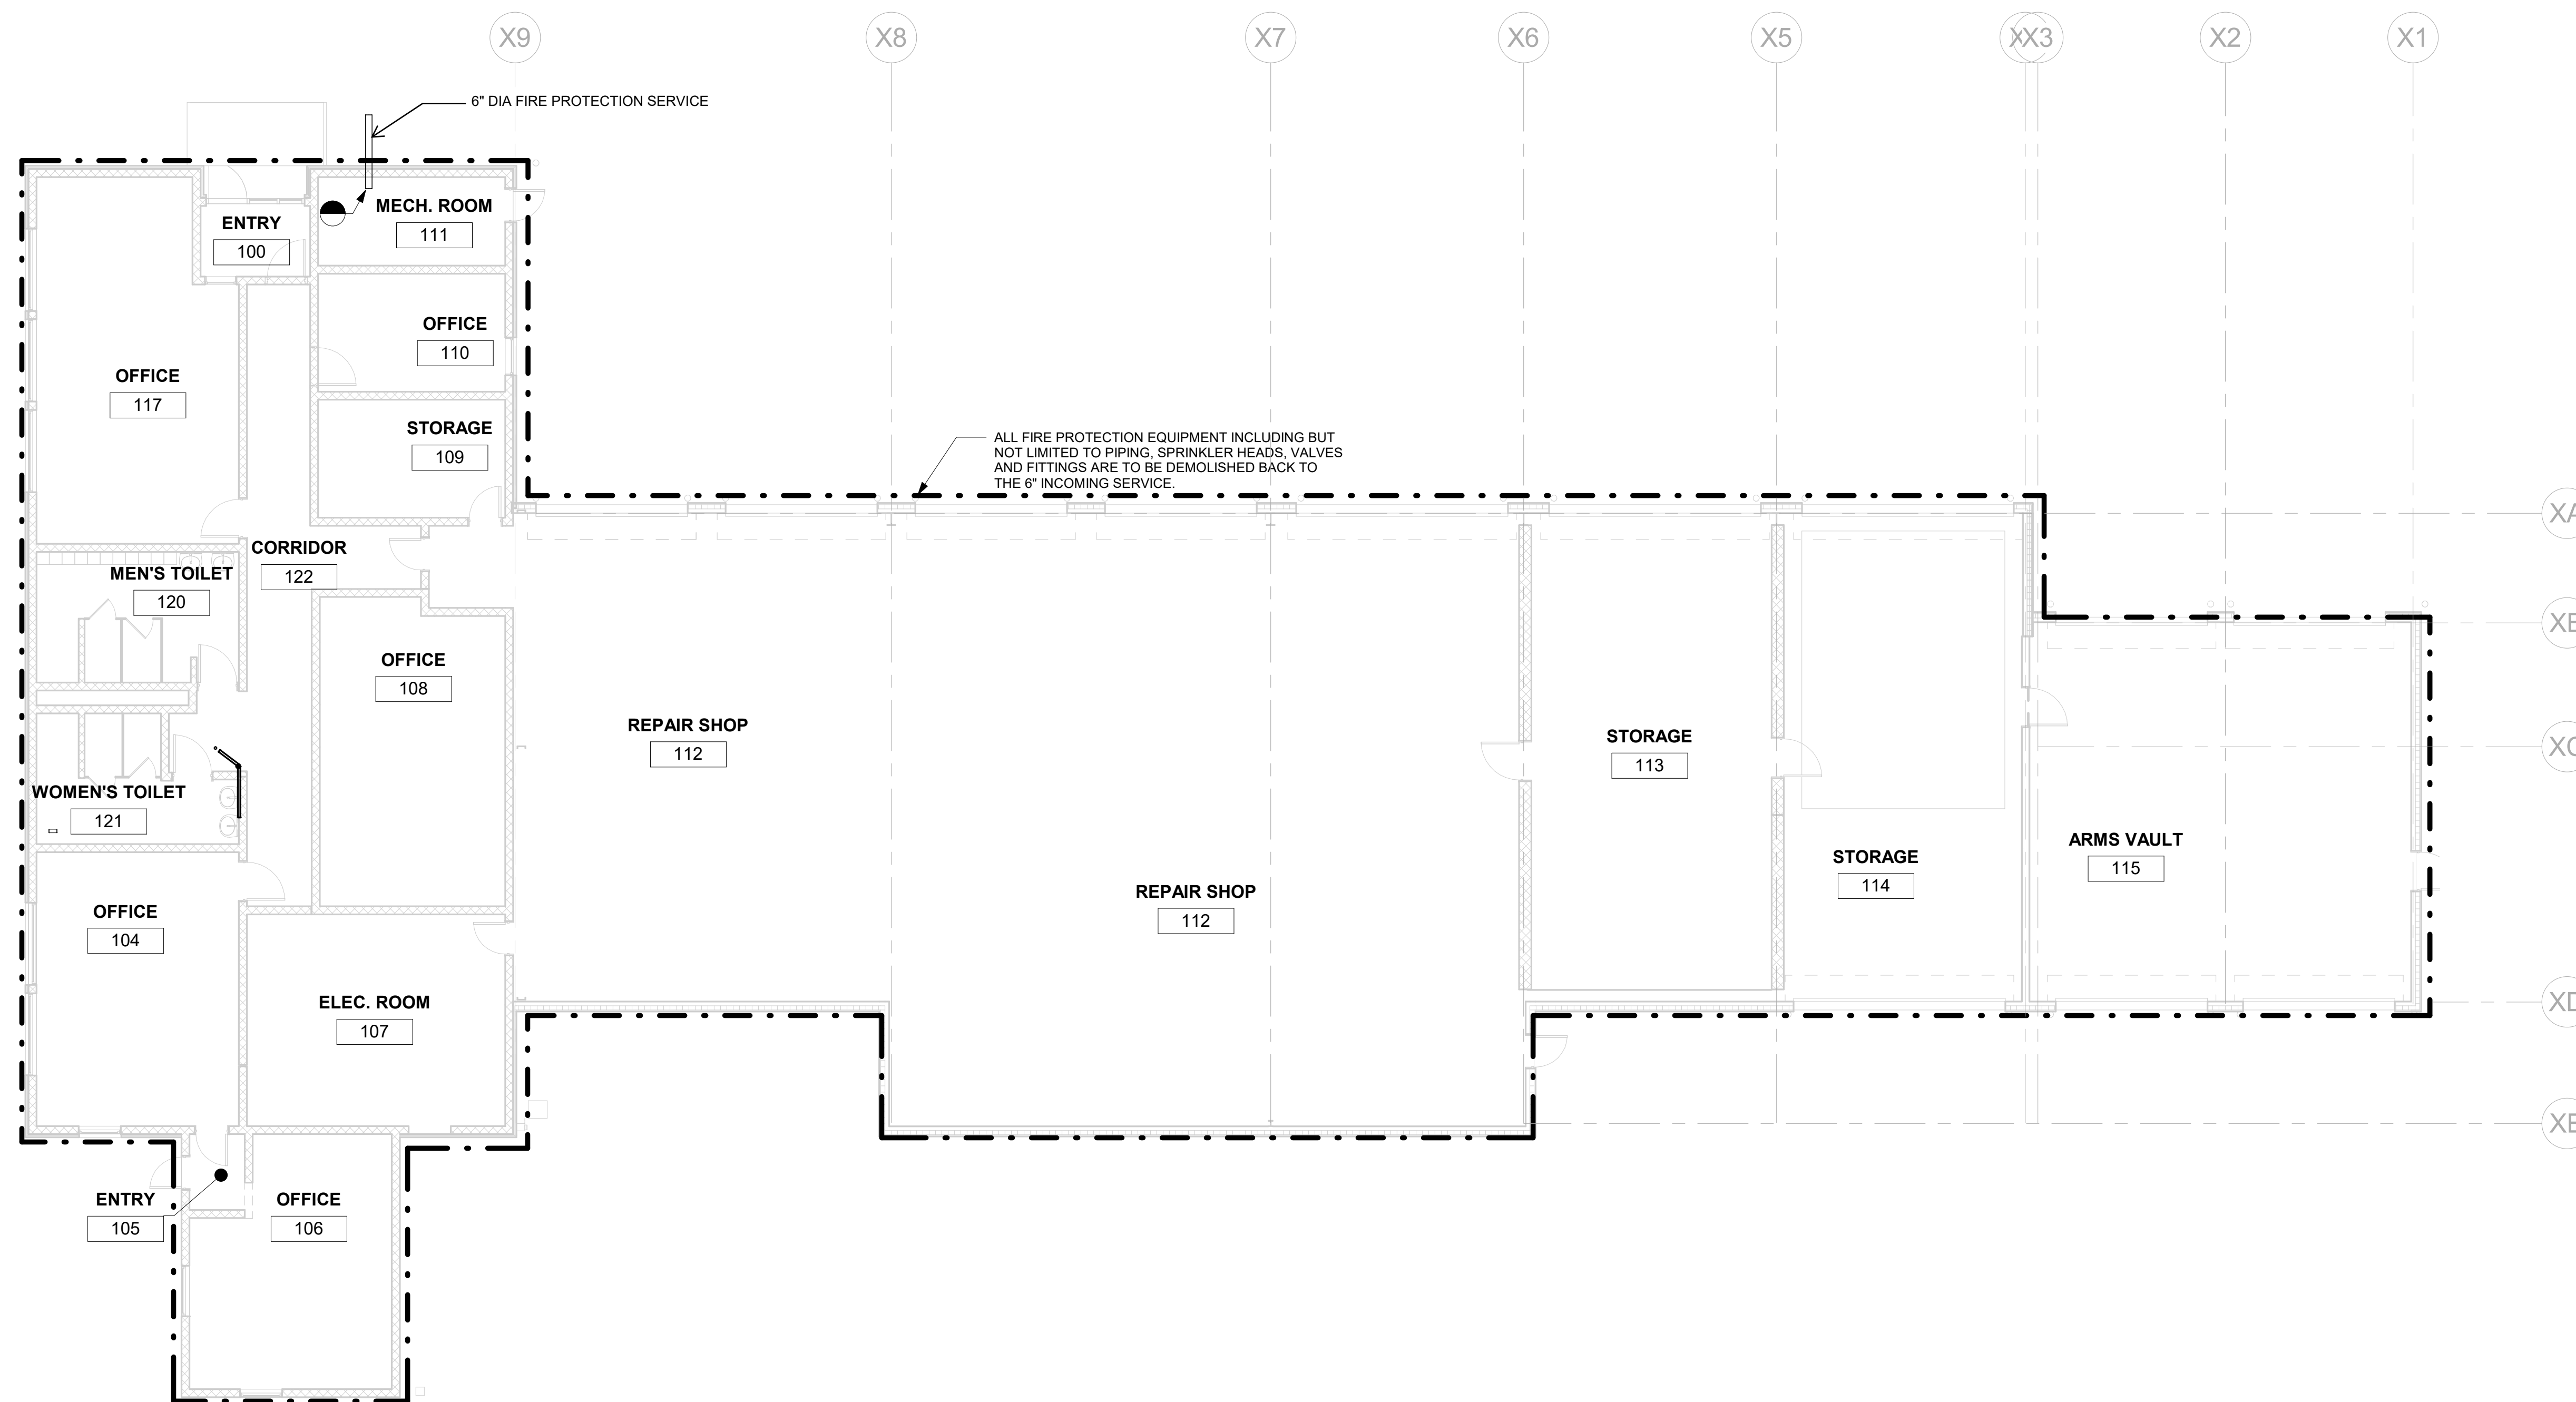 X9
X8
X7
X6
X5
X3
X2
X1
6" DIA FIRE PROTECTION SERVICE
MECH. ROOM
111
ENTRY
100
OFFICE
110
OFFICE
117
STORAGE
109
ALL FIRE PROTECTION EQUIPMENT INCLUDING BUT
NOT LIMITED TO PIPING, SPRINKLER HEADS, VALVES
AND FITTINGS ARE TO BE DEMOLISHED BACK TO
THE 6" INCOMING SERVICE.
XA
CORRIDOR
122
MEN'S TOILET
120
OFFICE
108
REPAIR SHOP
112
STORAGE
113
WOMEN'S TOILET
121
ARMS VAULT
115
STORAGE
114
REPAIR SHOP
112
OFFICE
104
ELEC. ROOM
107
XD
ENTRY
105
OFFICE
106